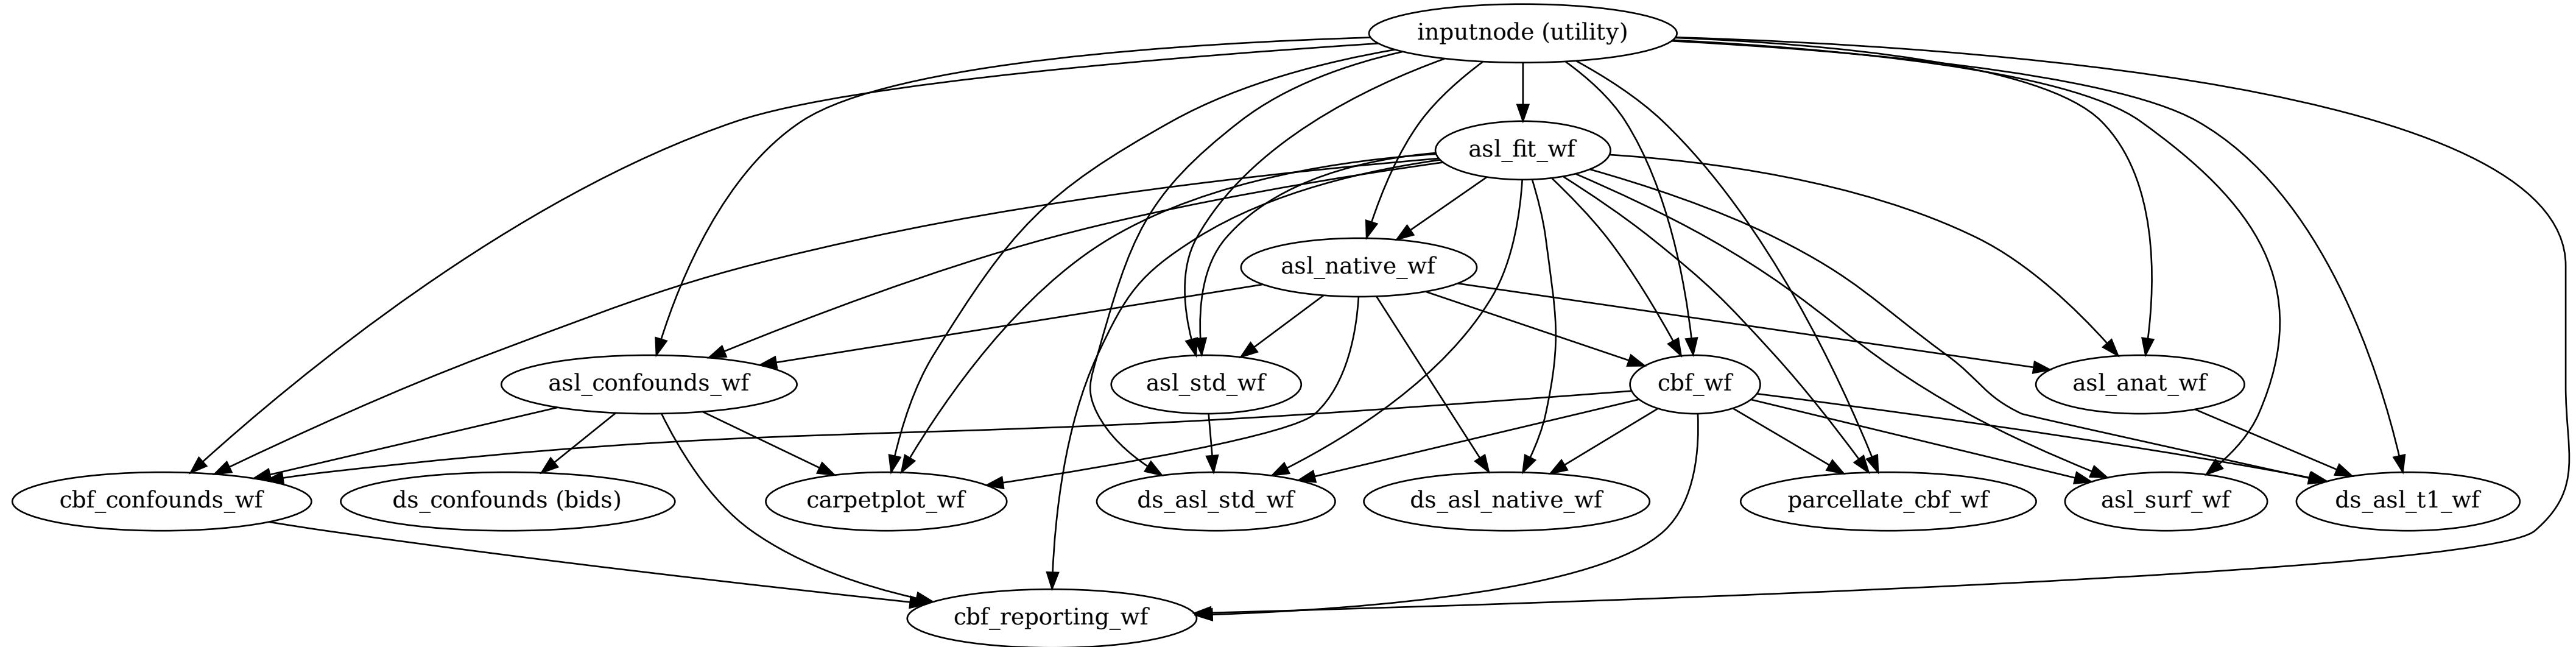 inputnode (utility)
asl_fit_wf
asl_native_wf
asl_confounds_wf
asl_std_wf
cbf_wf
asl_anat_wf
cbf_confounds_wf
ds_confounds (bids)
carpetplot_wf
ds_asl_std_wf
ds_asl_native_wf
parcellate_cbf_wf
asl_surf_wf
ds_asl_t1_wf
cbf_reporting_wf